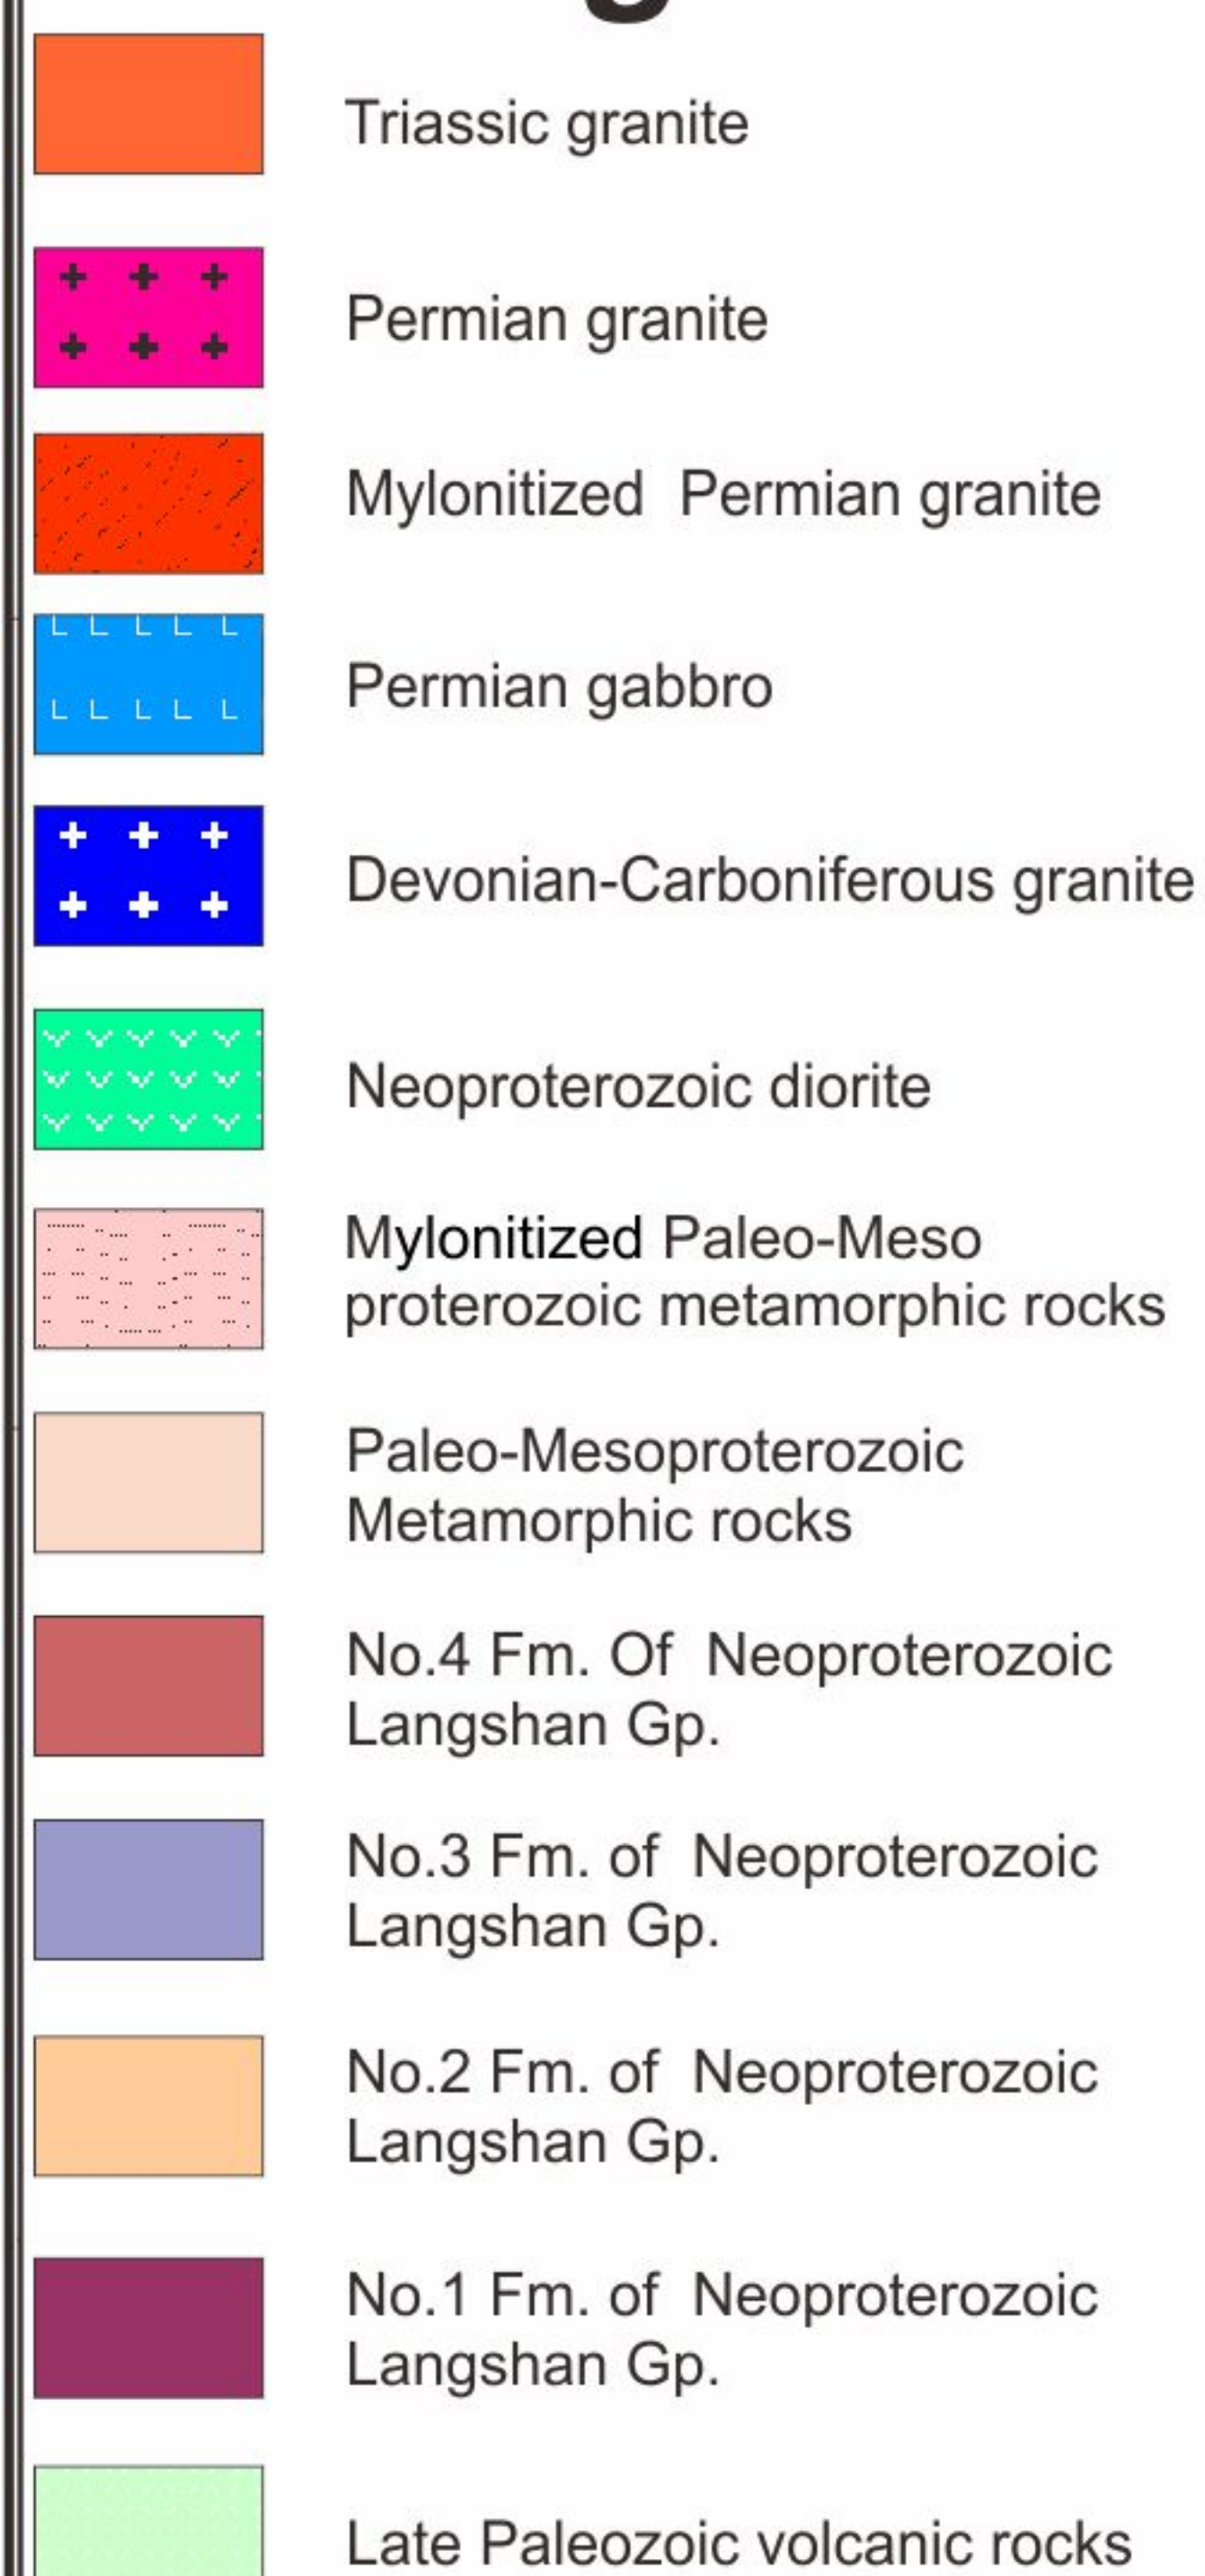 Triassic granite
Permian granite
Mylonitized  Permian granite
Permian gabbro
Devonian-Carboniferous granite
Neoproterozoic diorite
Mylonitized Paleo-Meso
proterozoic metamorphic rocks
Paleo-Mesoproterozoic
Metamorphic rocks
No.4 Fm. Of  Neoproterozoic
Langshan Gp.
No.3 Fm. of  Neoproterozoic
Langshan Gp.
No.2 Fm. of  Neoproterozoic
Langshan Gp.
No.1 Fm. of  Neoproterozoic
Langshan Gp.
Late Paleozoic volcanic rocks